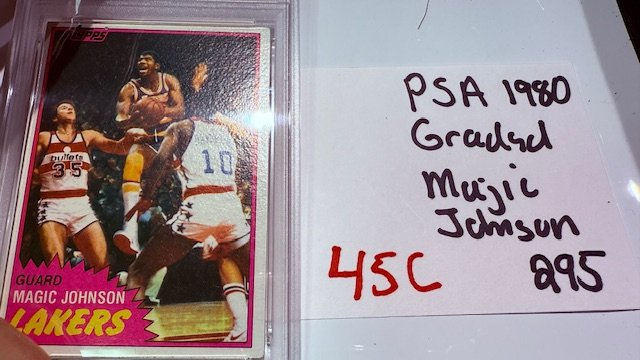 Topps
bullets
35
10
GUARD
MAGIC JOHNSON
LAKERS
PSA 1980
Graded
Majic
Johnson
45C 295